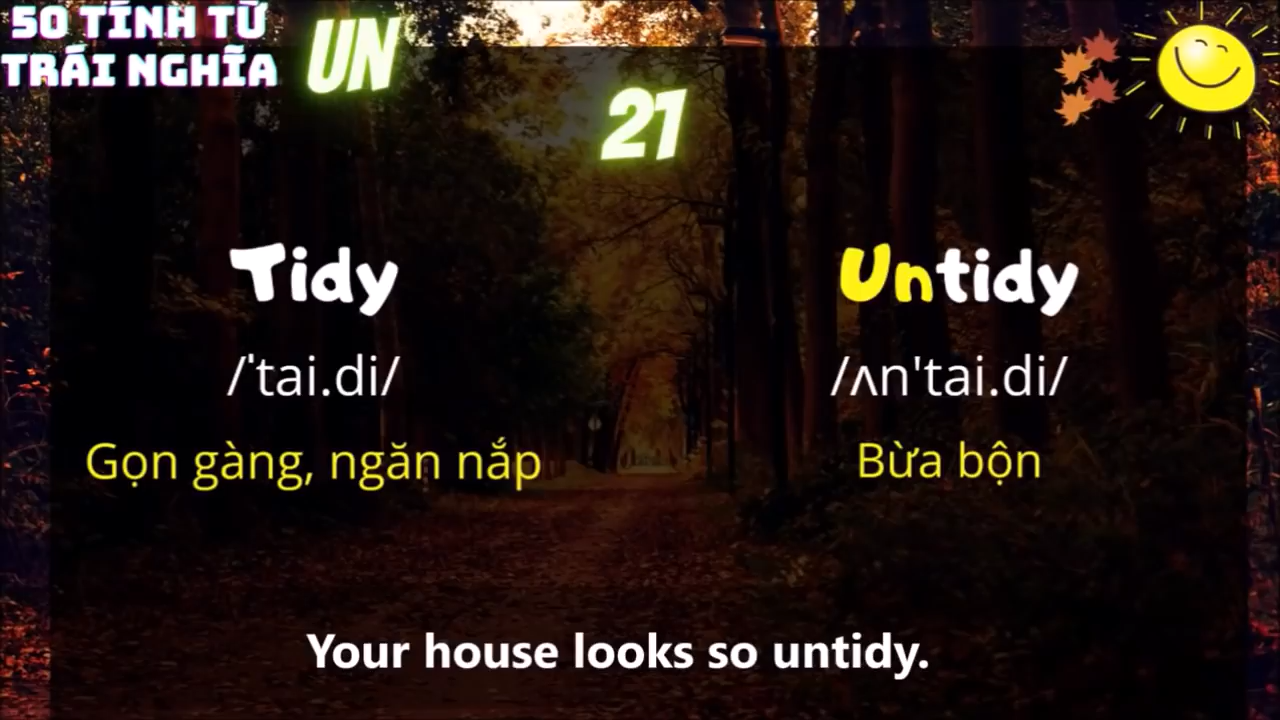 50 TÍNH TỪ
TRÁI NGHĨA
UN
21
Tidy
Untidy
/'tai.di/
/ʌn'tai.di/
Gọn gàng, ngăn nắp
Bừa bộn
Your house looks so untidy.